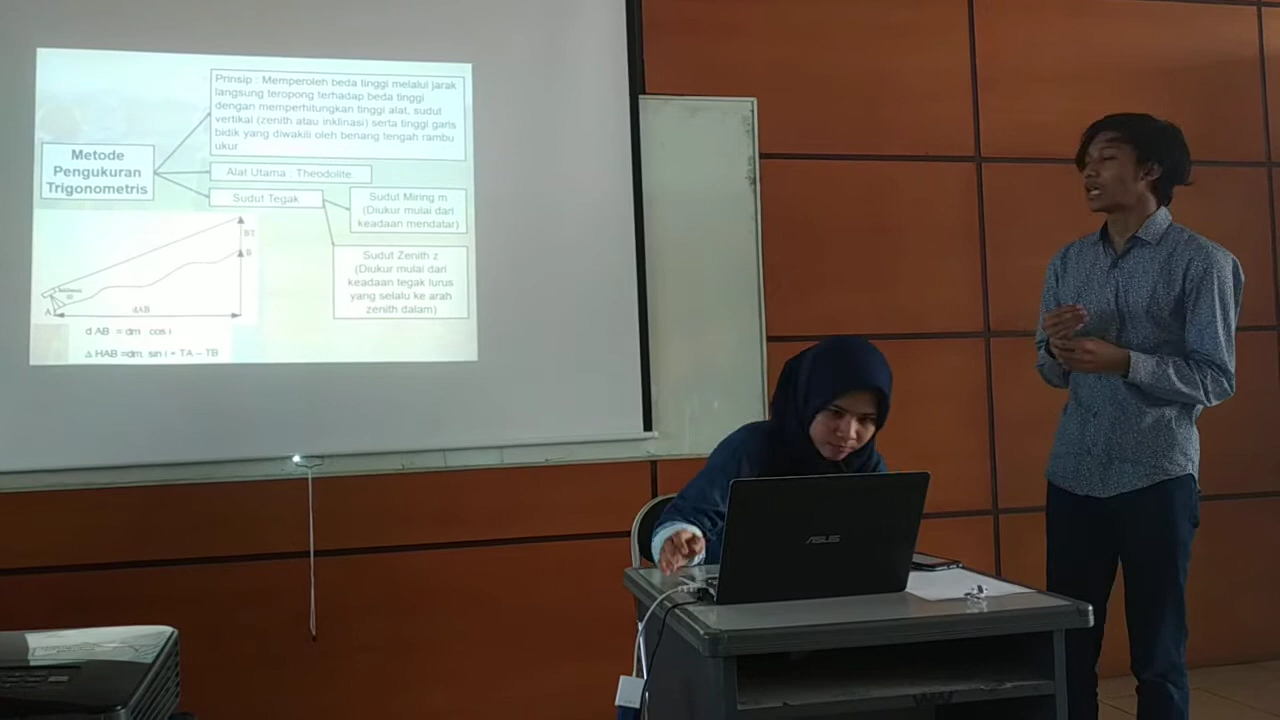 Prinsip : Memperoleh beda tinggi melalui jarak
langsung teropong terhadap beda tinggi
dengan memperhitungkan tinggi alat, sudut
vertikal (zenith atau inklinasi) serta tinggi garis
bidik yang diwakili oleh benang tengah rambu
ukur
Metode
Pengukuran
Trigonometris
Alat Utama : Theodolite
Sudut Tegak
Sudut Miring m
(Diukur mulai dari
keadaan mendatar)
Sudut Zenith z
(Diukur mulai dari
keadaan tegak lurus
yang selalu ke arah
zenith dalam)
BT
B
A
dAB
d AB = dm cos i
Δ HAB =dm. sin i + TA – TB
ASUS